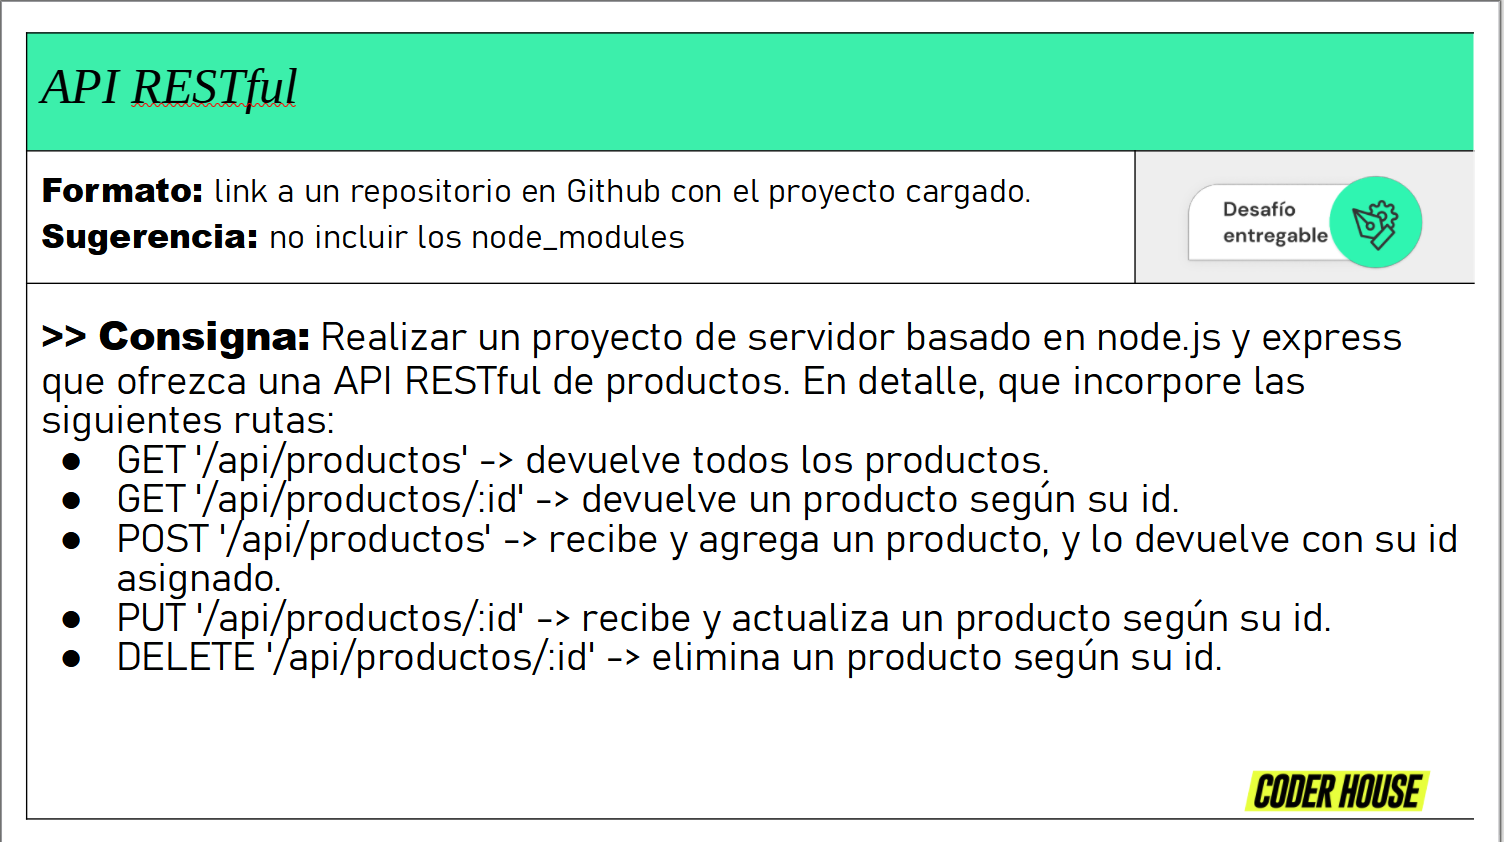 API RESTful
Formato: link a un repositorio en Github con el proyecto cargado.
Sugerencia: no incluir los node_modules
Desafío
entregable
>> Consigna: Realizar un proyecto de servidor basado en node.js y express
que ofrezca una API RESTful de productos. En detalle, que incorpore las
siguientes rutas:
● GET '/api/productos' -> devuelve todos los productos.
● GET '/api/productos/:id' -> devuelve un producto según su id.
● POST '/api/productos' -> recibe y agrega un producto, y lo devuelve con su id
asignado.
● PUT '/api/productos/:id' -> recibe y actualiza un producto según su id.
● DELETE '/api/productos/:id' -> elimina un producto según su id.
CODER HOUSE